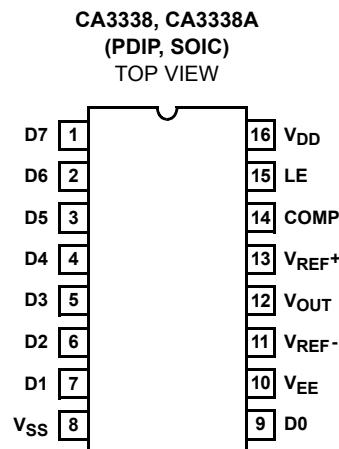 CA3338, CA3338A
(PDIP, SOIC)
TOP VIEW
D7 1 16 VDD
D6 2 15 LE
D5 3 14 COMP
D4 4 13 VREF+
D3 5 12 VOUT
D2 6 11 VREF-
D1 7 10 VEE
VSS 8 9 D0